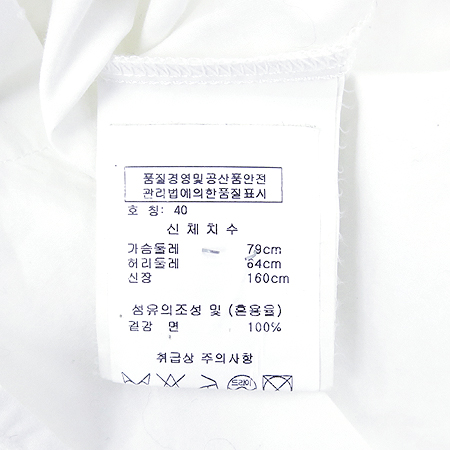 품질경영및공산품안전
관리법에의한품질표시
호 칭: 40
신 체 치 수
가슴둘레 79cm
허리둘레 64cm
신장 160cm
섬유의조성 및 (혼용율)
겉감 면 100%
취급상 주의사항
드라이